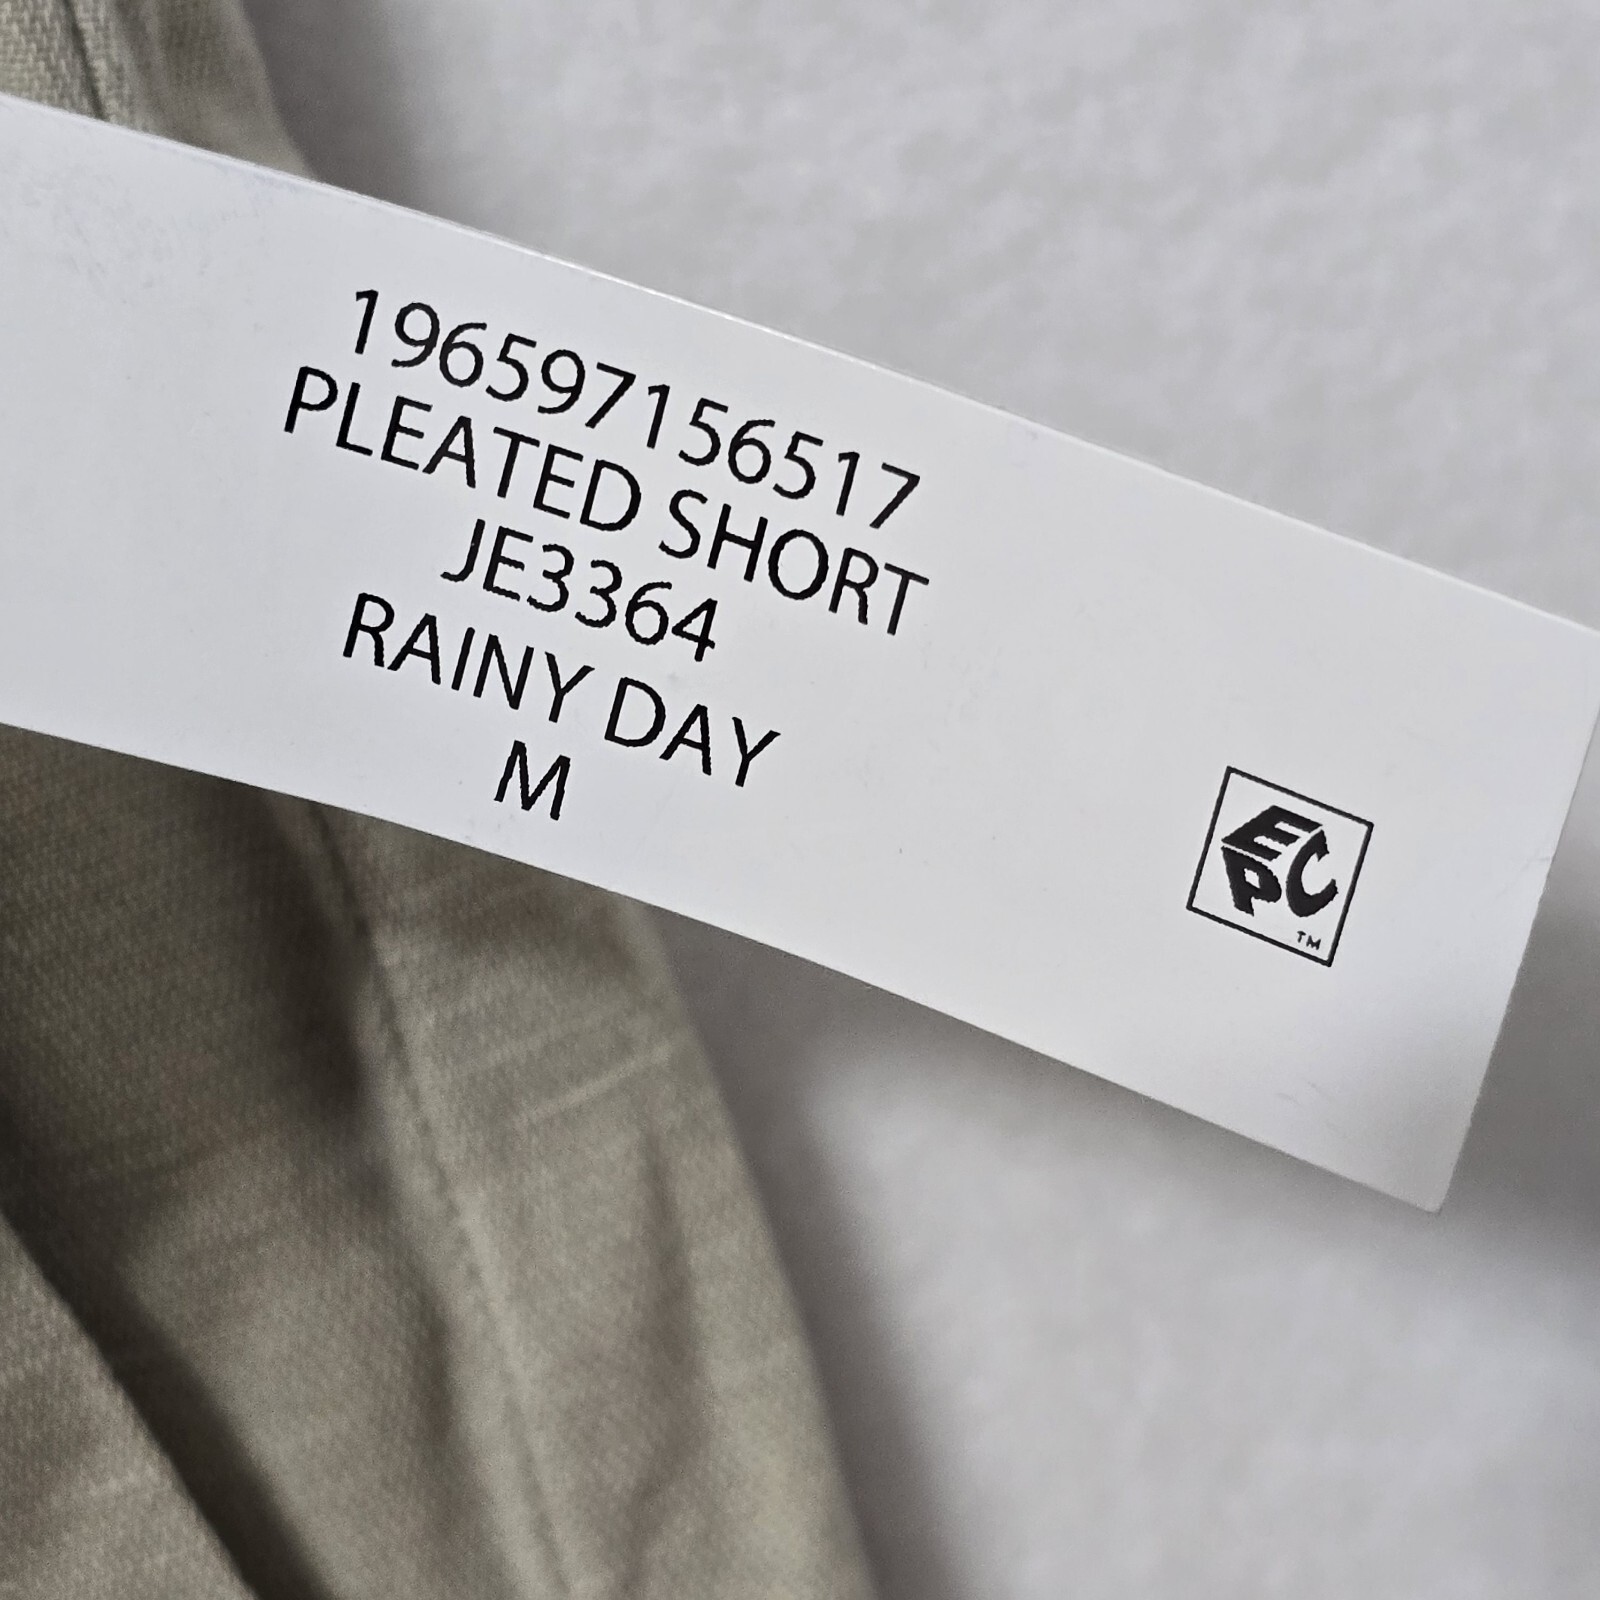 196597156517
PLEATED SHORT
JE3364
RAINY DAY
M
EPC
TM